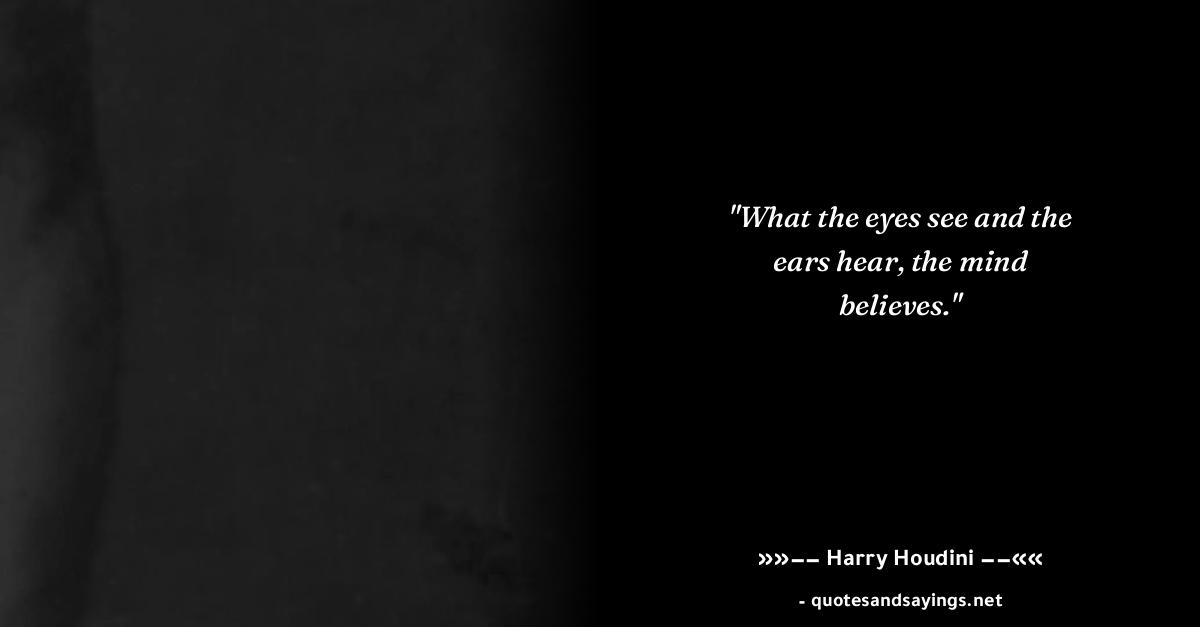 "What the eyes see and the
ears hear, the mind
believes."
»»–– Harry Houdini ––««
- quotesandsayings.net